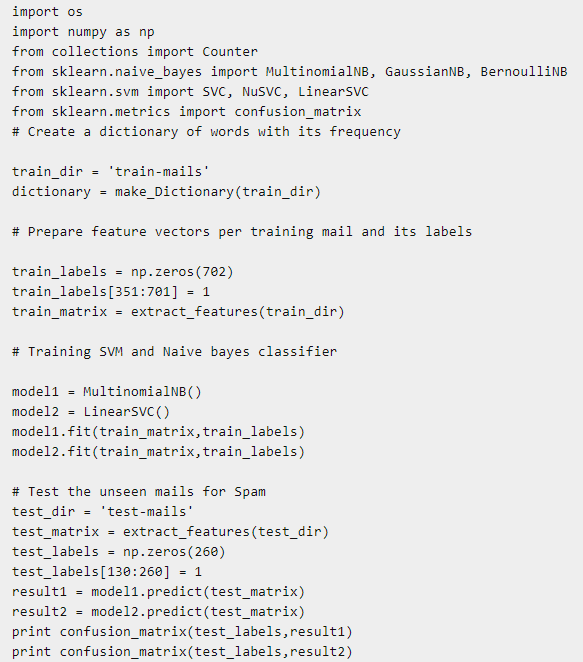 import os
import numpy as np
from collections import Counter
from sklearn.naive_bayes import MultinomialNB, GaussianNB, BernoulliNB
from sklearn.svm import SVC, NuSVC, LinearSVC
from sklearn.metrics import confusion_matrix
# Create a dictionary of words with its frequency
train_dir = 'train-mails'
dictionary = make_Dictionary(train_dir)
# Prepare feature vectors per training mail and its labels
train_labels = np.zeros(702)
train_labels[351:701] = 1
train_matrix = extract_features(train_dir)
# Training SVM and Naive bayes classifier
model1 = MultinomialNB()
model2 = LinearSVC()
model1.fit(train_matrix,train_labels)
model2.fit(train_matrix,train_labels)
# Test the unseen mails for Spam
test_dir = 'test-mails'
test_matrix = extract_features(test_dir)
test_labels = np.zeros(260)
test_labels[130:260] = 1
result1 = model1.predict(test_matrix)
result2 = model2.predict(test_matrix)
print confusion_matrix(test_labels,result1)
print confusion_matrix(test_labels,result2)